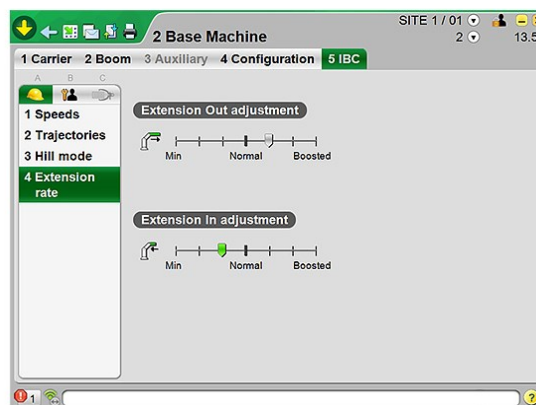 SITE 1 / 01
2 Base Machine
2
13.5
1 Carrier 2 Boom 3 Auxiliary 4 Configuration 5 IBC
A B C
1 Speeds
2 Trajectories
3 Hill mode
4 Extension
rate
Extension Out adjustment
Min Normal Boosted
Extension In adjustment
Min Normal Boosted
1
?